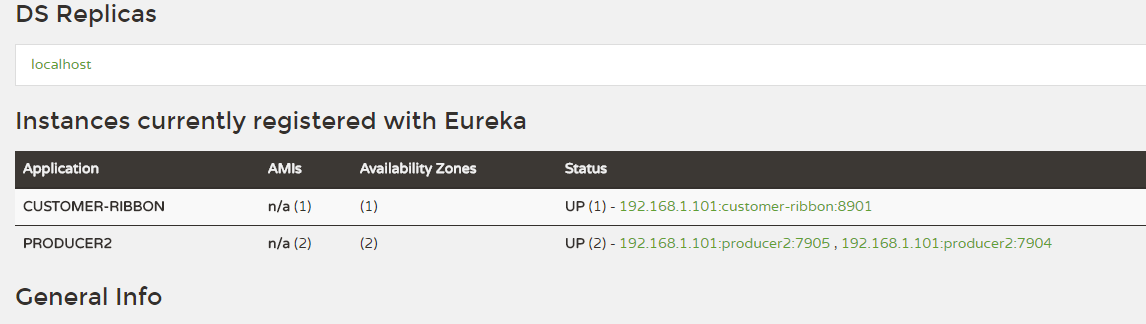 DS Replicas
localhost
Instances currently registered with Eureka
Application AMIs Availability Zones Status
CUSTOMER-RIBBON n/a (1) (1) UP (1) - 192.168.1.101:customer-ribbon:8901
PRODUCER2 n/a (2) (2) UP (2) - 192.168.1.101:producer2:7905 , 192.168.1.101:producer2:7904
General Info